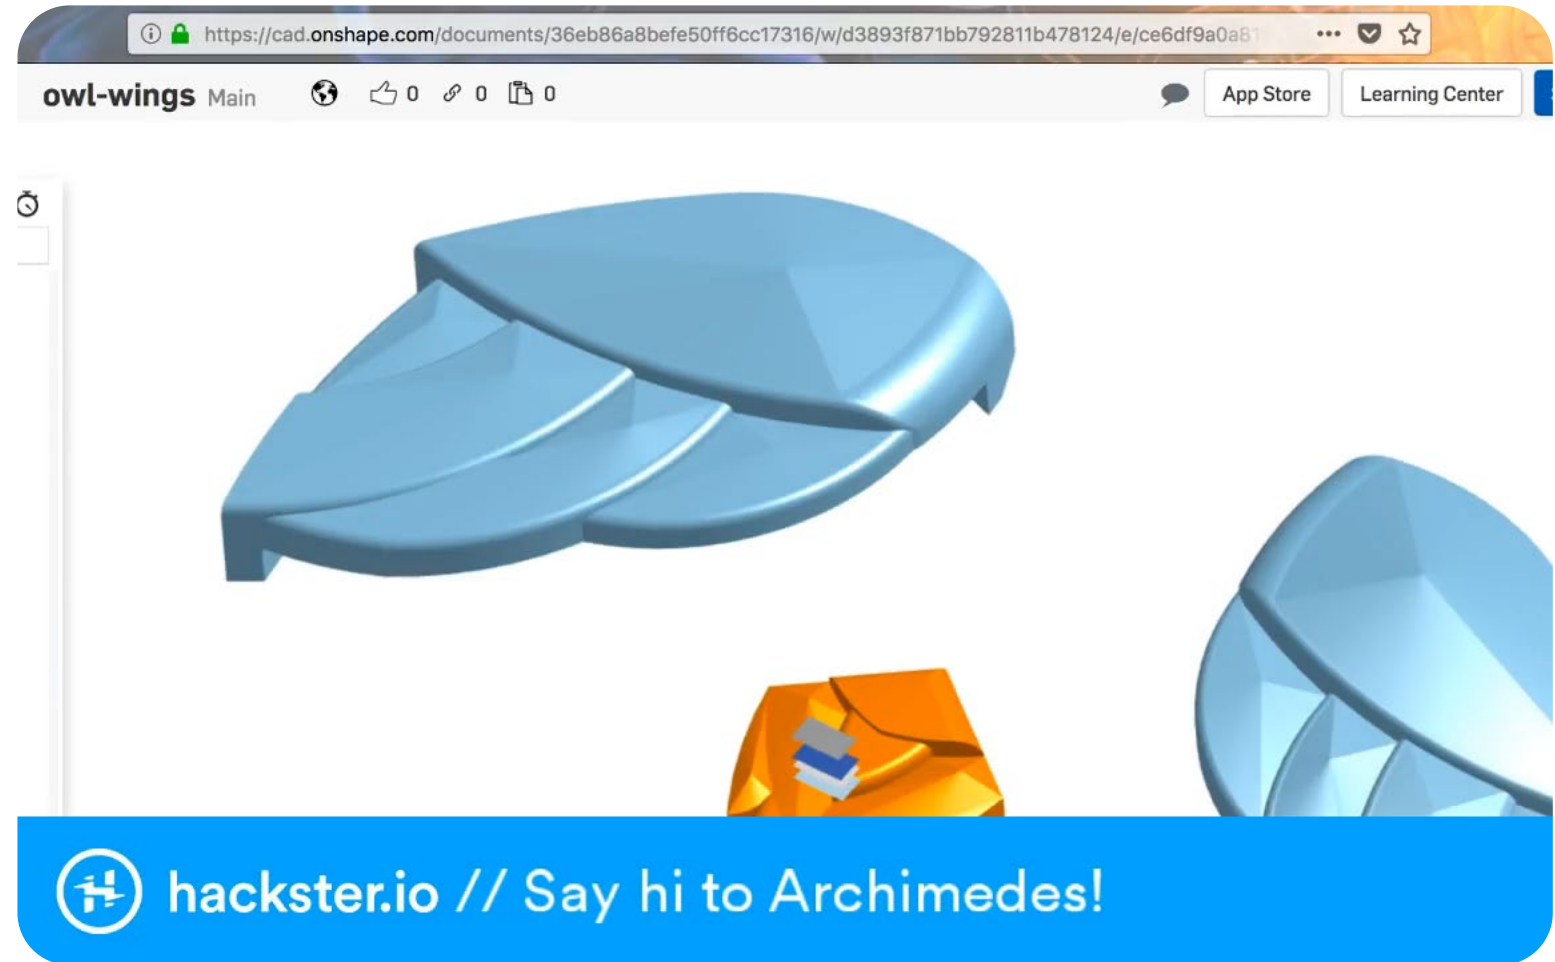 https://cad.onshape.com/documents/36eb86a8befe50ff6cc17316/w/d3893f871bb792811b478124/e/ce6df9a0a81
owl-wings Main 0 0 0 App Store Learning Center
hackster.io // Say hi to Archimedes!